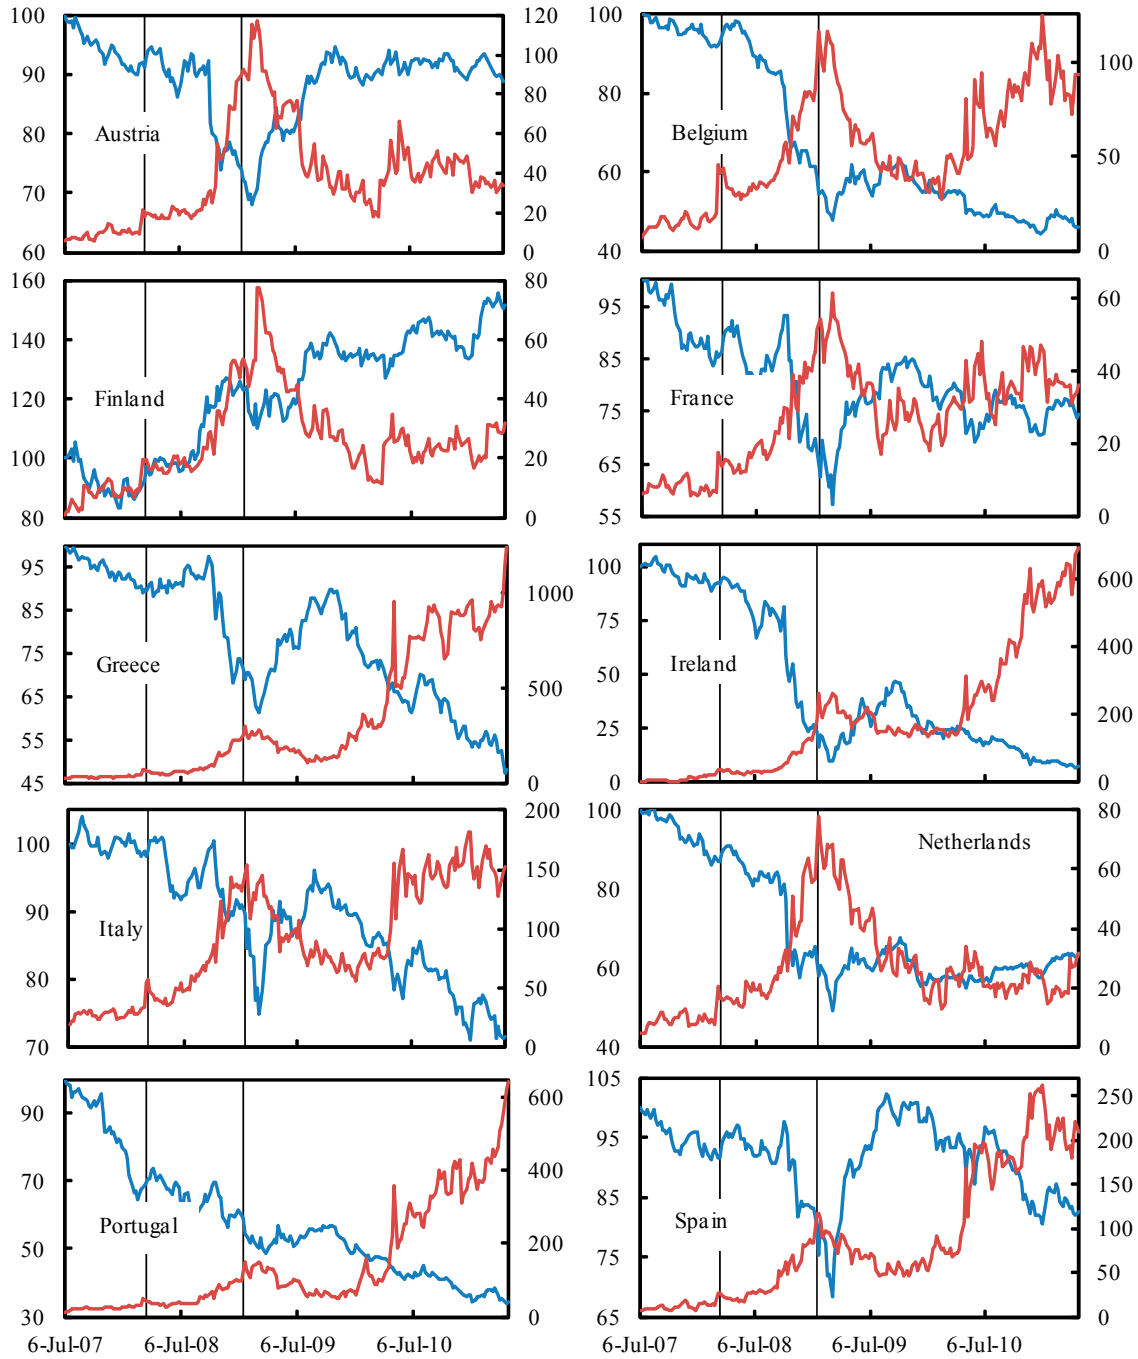 100 120 100
90 100 100
80 80
80
Austria 60 Belgium
80
70 40 60 50
20
60 0 40 0
160 80
140 60 95 60
85 40
120 40
Finland France
75
100 20 65 20
80 0 55 0
95 100
1000 600
85 75
75 400
Greece Ireland
50
65 500
200
55 25
45 0 0 0
200 100 80
100
150 Netherlands
80 60
90
Italy 100 40
80 60
50 20
70 0 40 0
105
90 600 250
95 200
70 400
150
85
Portugal Spain
100
50 200 75
50
30 0 65 0
6-Jul-07 6-Jul-08 6-Jul-09 6-Jul-10 6-Jul-07 6-Jul-08 6-Jul-09 6-Jul-10